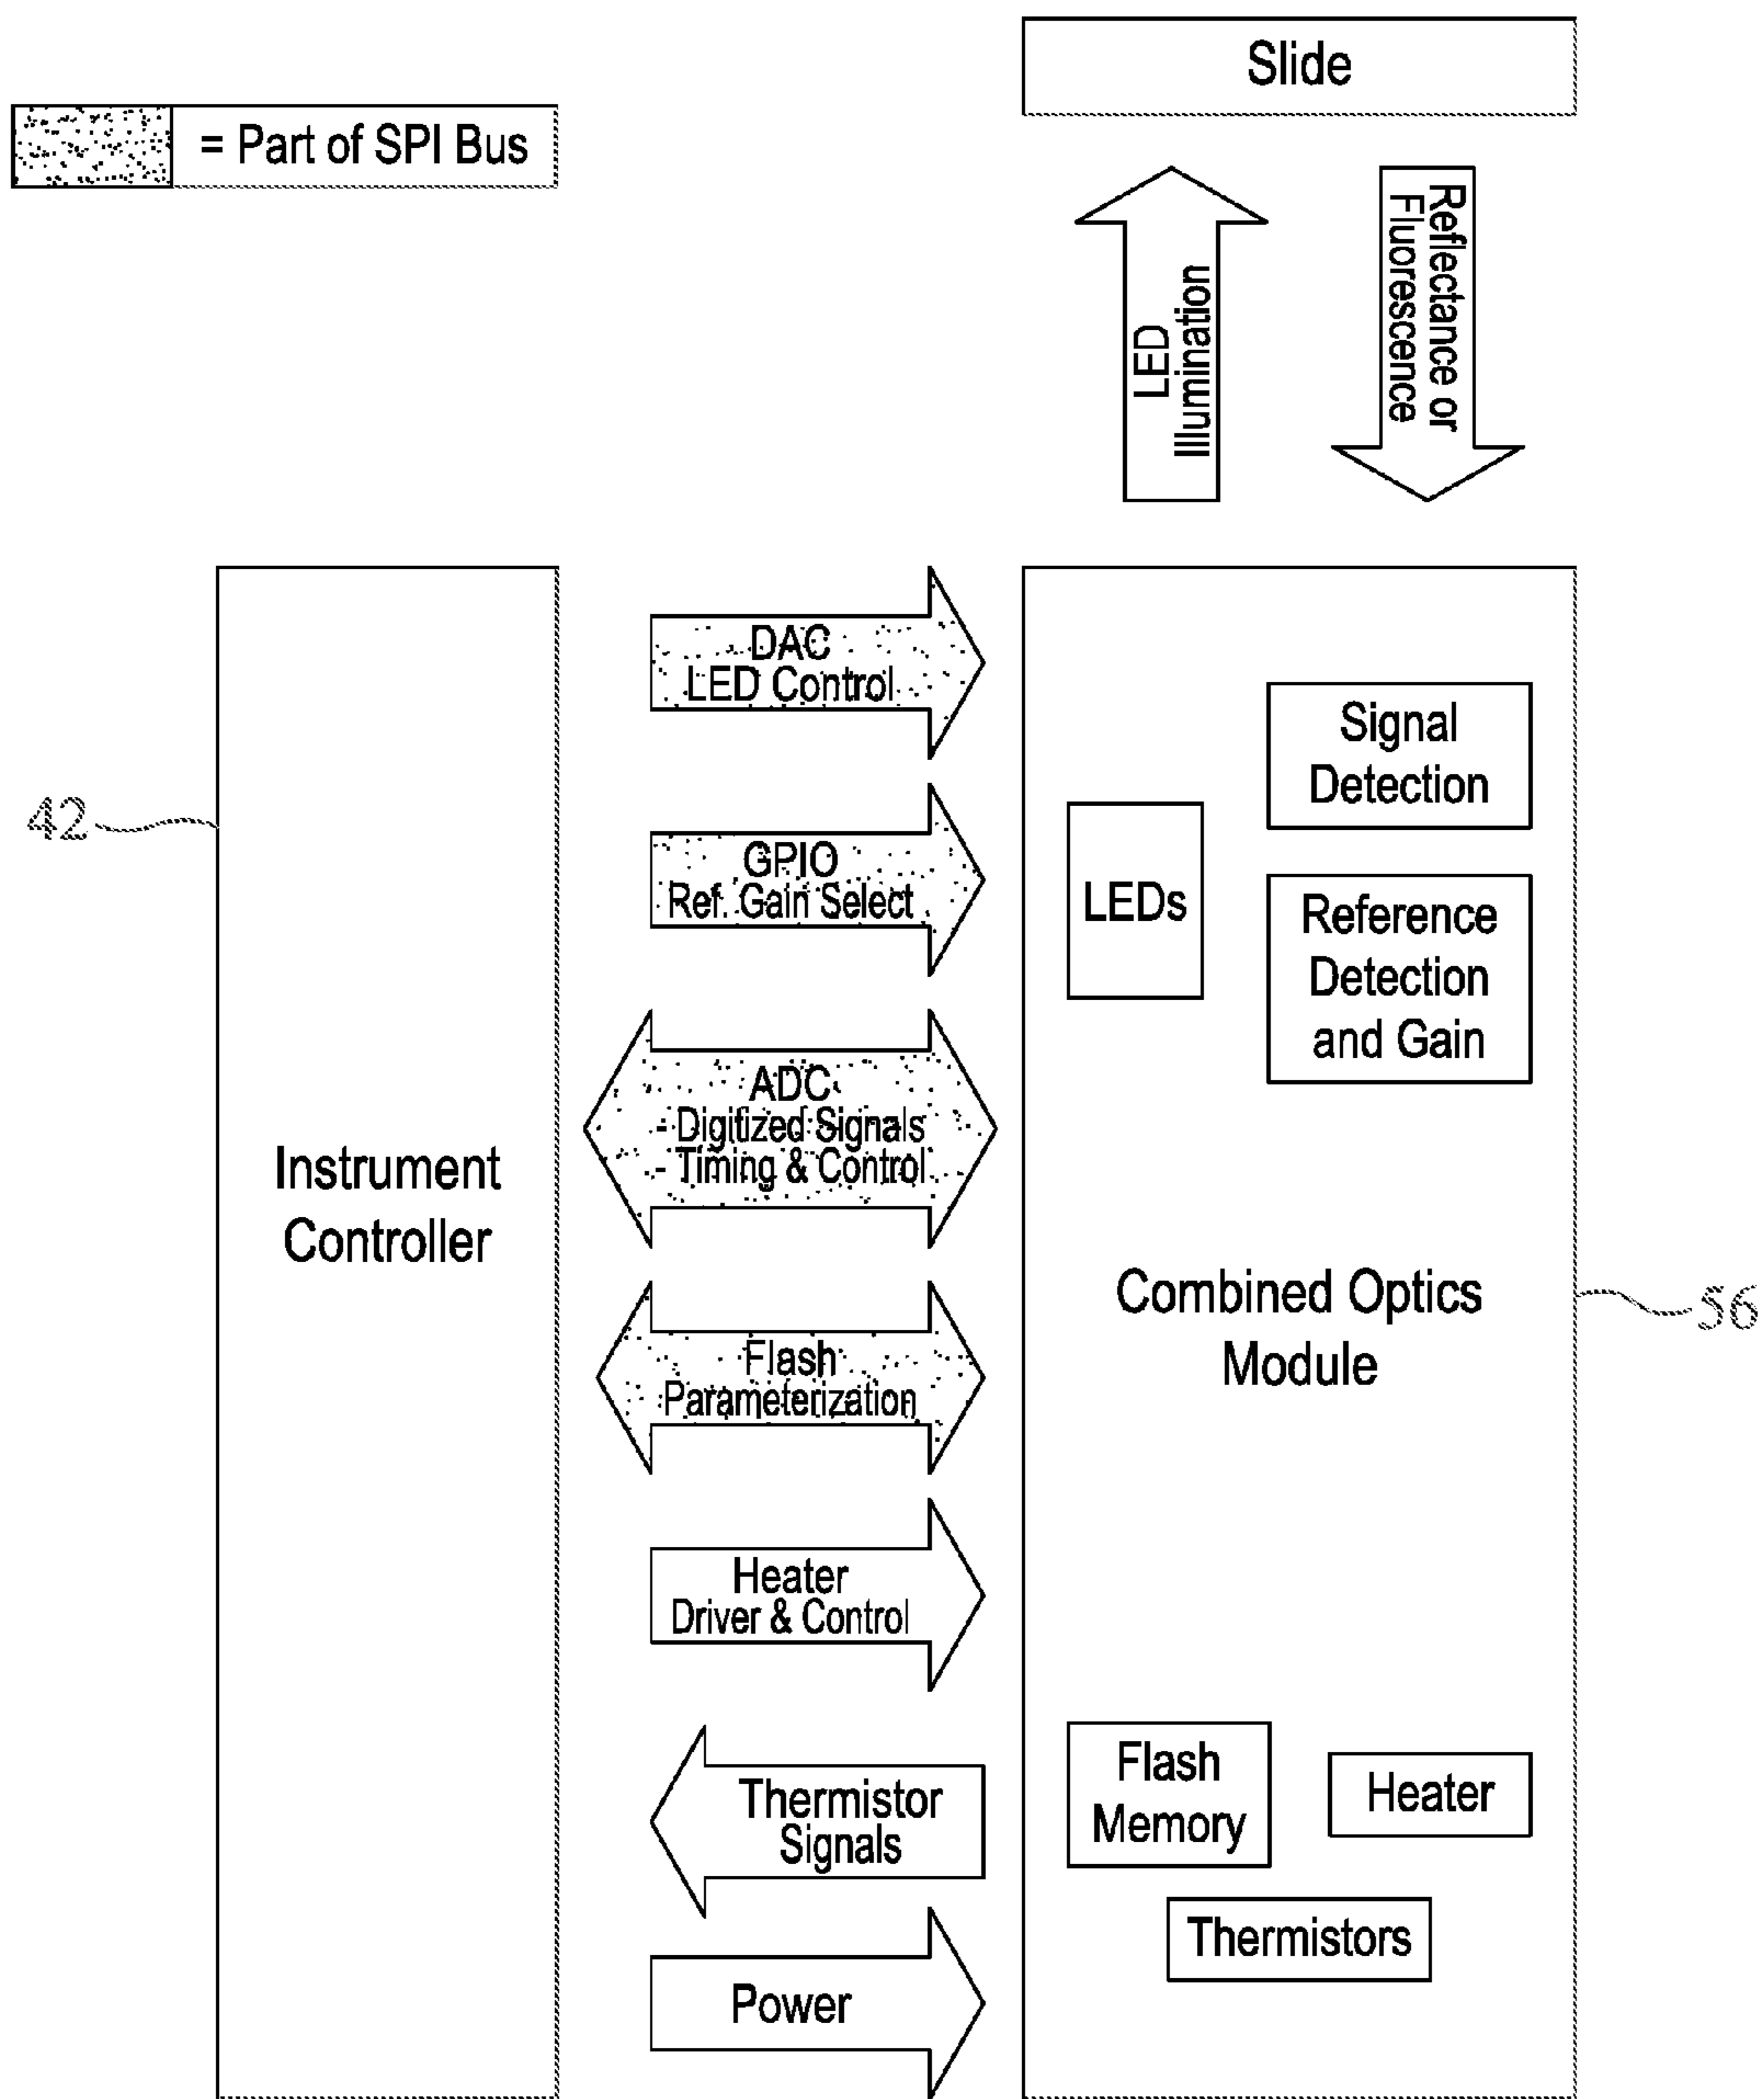 Slide
= Part of SPI Bus
LED
Illumination
Reflectance or
Fluorescence
42
Instrument
Controller
DAC
LED Control
GPIO
Ref. Gain Select
ADC
- Digitized Signals
- Timing & Control
Flash
Parameterization
Heater
Driver & Control
Thermistor
Signals
Power
Signal
Detection
LEDs
Reference
Detection
and Gain
Combined Optics
Module
56
Flash
Memory
Heater
Thermistors